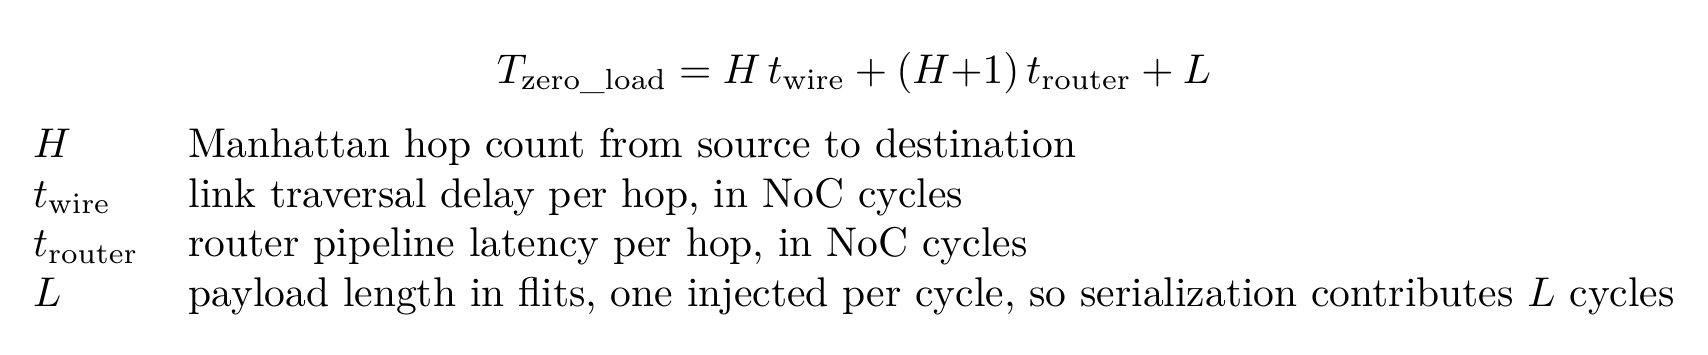 T_zero_load = H t_wire + (H+1) t_router + L
H Manhattan hop count from source to destination
t_wire link traversal delay per hop, in NoC cycles
t_router router pipeline latency per hop, in NoC cycles
L payload length in flits, one injected per cycle, so serialization contributes L cycles